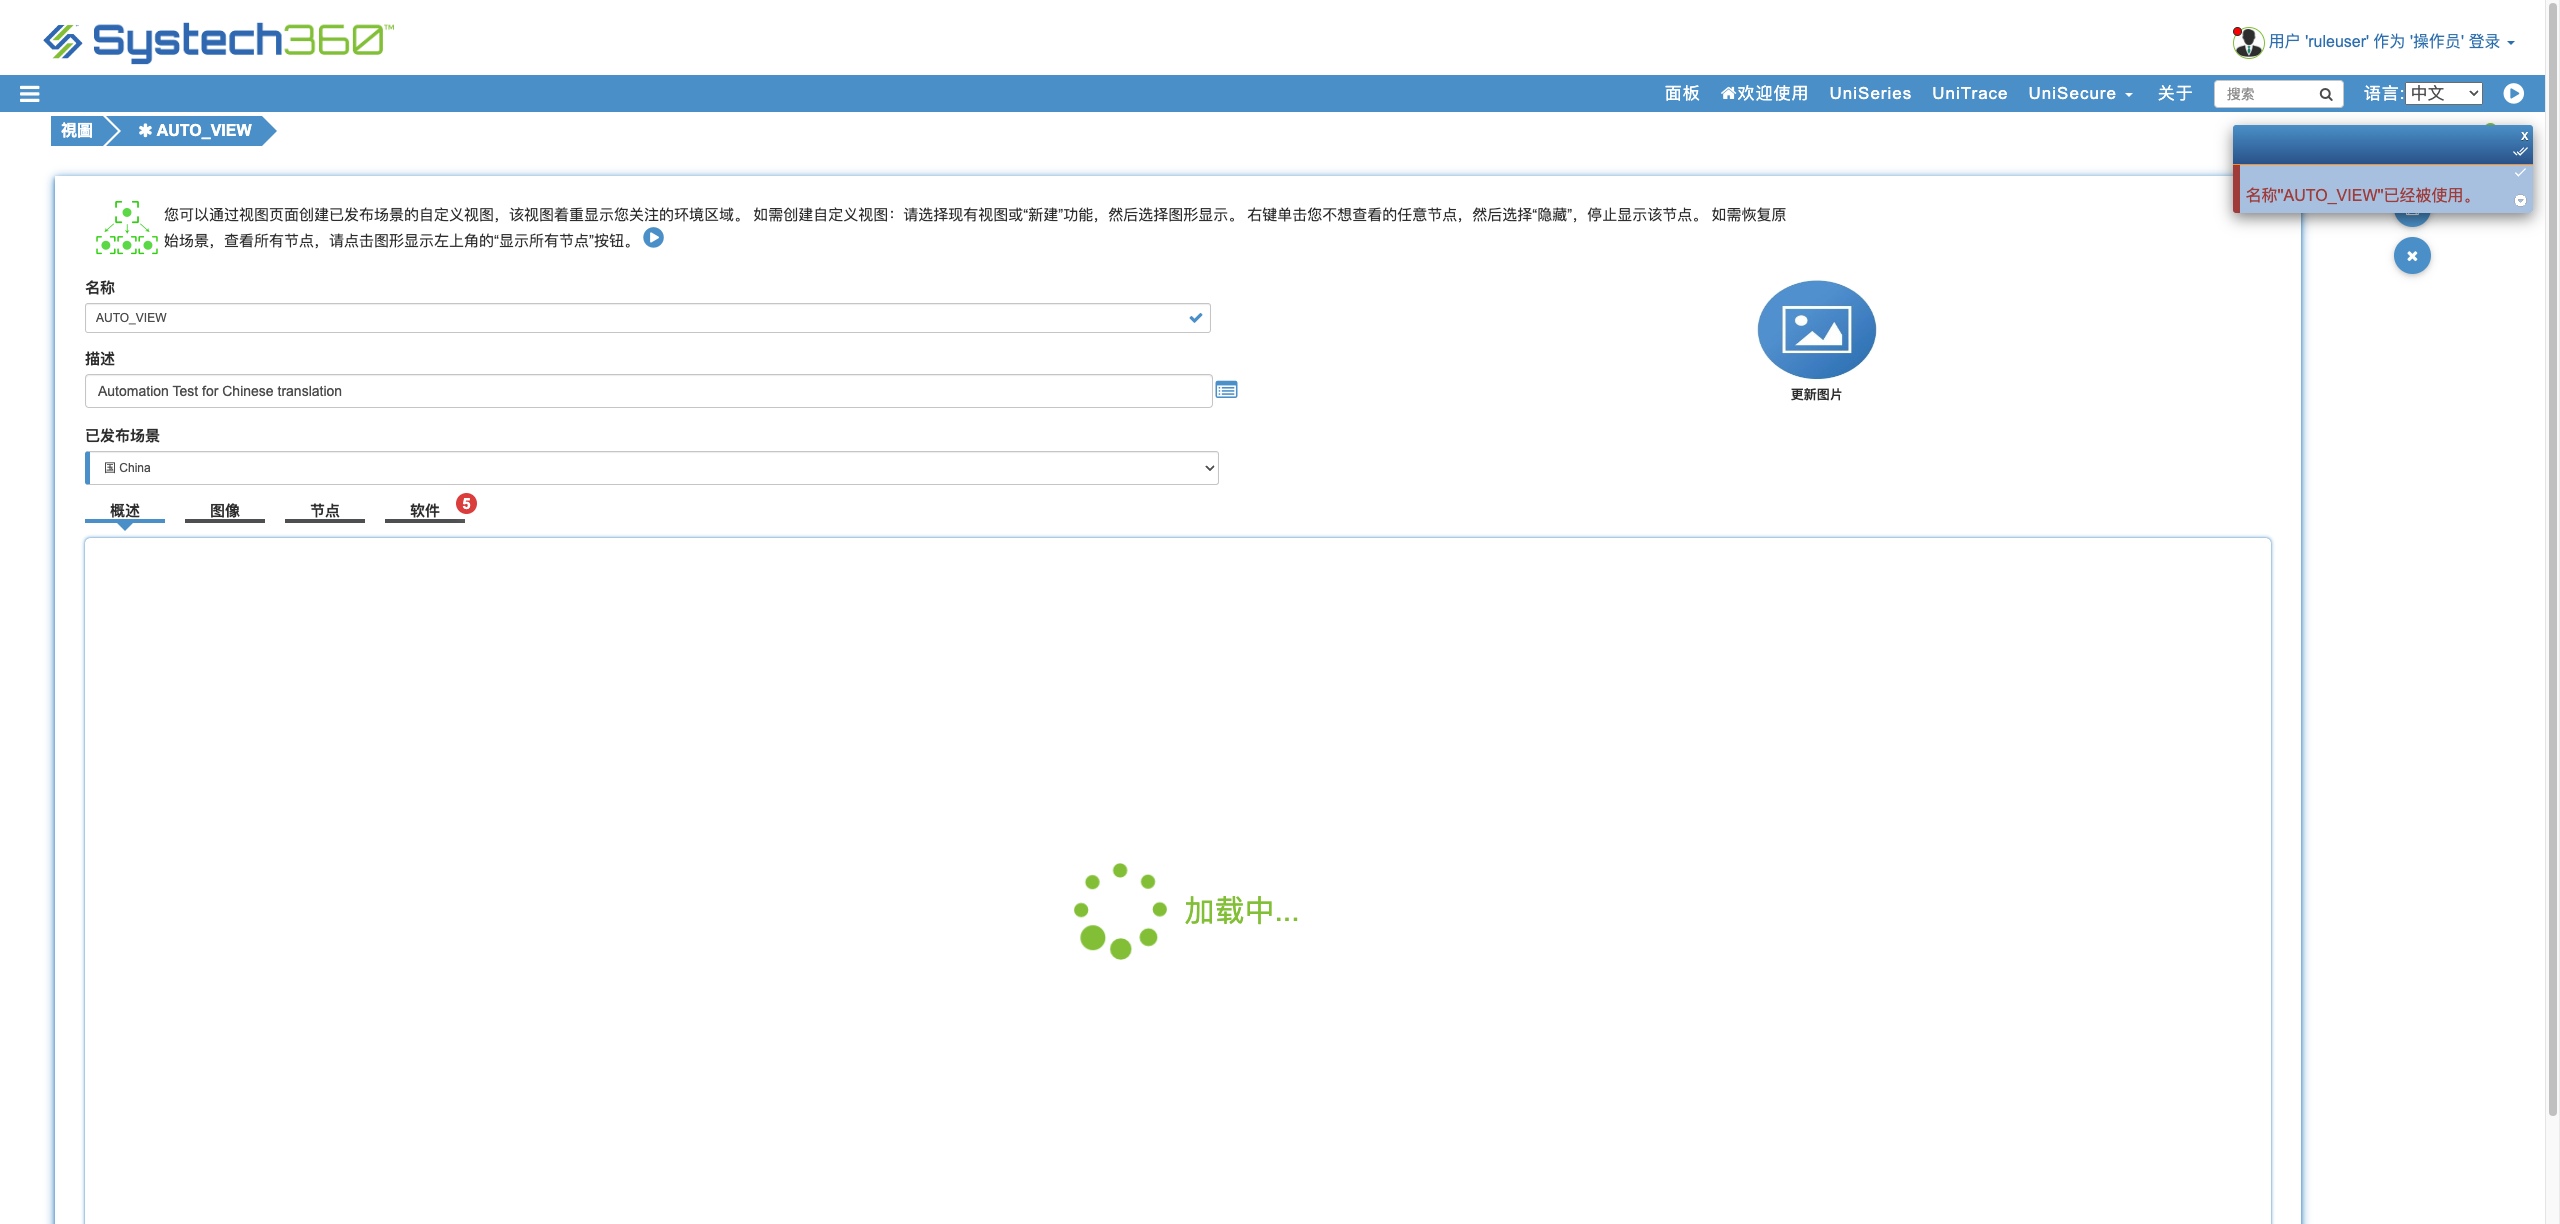 Systech360™
用户 'ruleuser' 作为 '操作员' 登录
面板 欢迎使用 UniSeries UniTrace UniSecure 关于 搜索 语言: 中文
視圖 ✱ AUTO_VIEW
x
名称"AUTO_VIEW"已经被使用。
您可以通过视图页面创建已发布场景的自定义视图，该视图着重显示您关注的环境区域。 如需创建自定义视图：请选择现有视图或“新建”功能，然后选择图形显示。 右键单击您不想查看的任意节点，然后选择“隐藏”，停止显示该节点。 如需恢复原
始场景，查看所有节点，请点击图形显示左上角的“显示所有节点”按钮。
名称
AUTO_VIEW
描述
Automation Test for Chinese translation
更新图片
已发布场景
国 China
概述 图像 节点 软件 5
加载中...